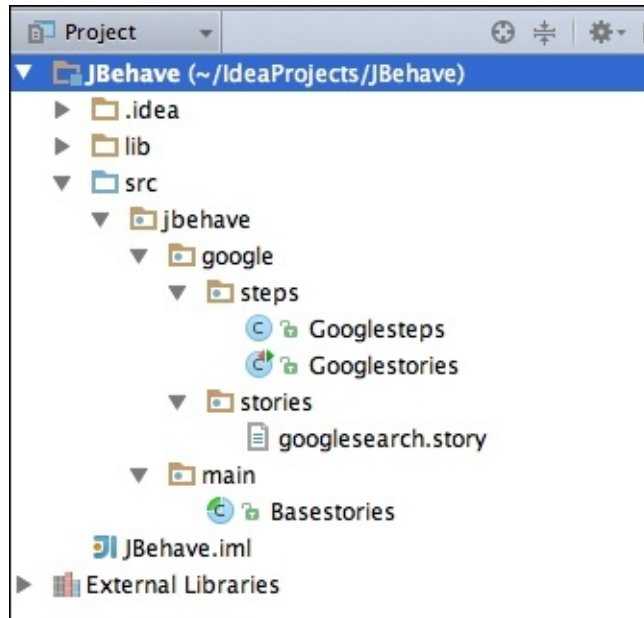 Project
JBehave (~/IdeaProjects/JBehave)
.idea
lib
src
jbehave
google
steps
Googlesteps
Googlestories
stories
googlesearch.story
main
Basestories
JBehave.iml
External Libraries